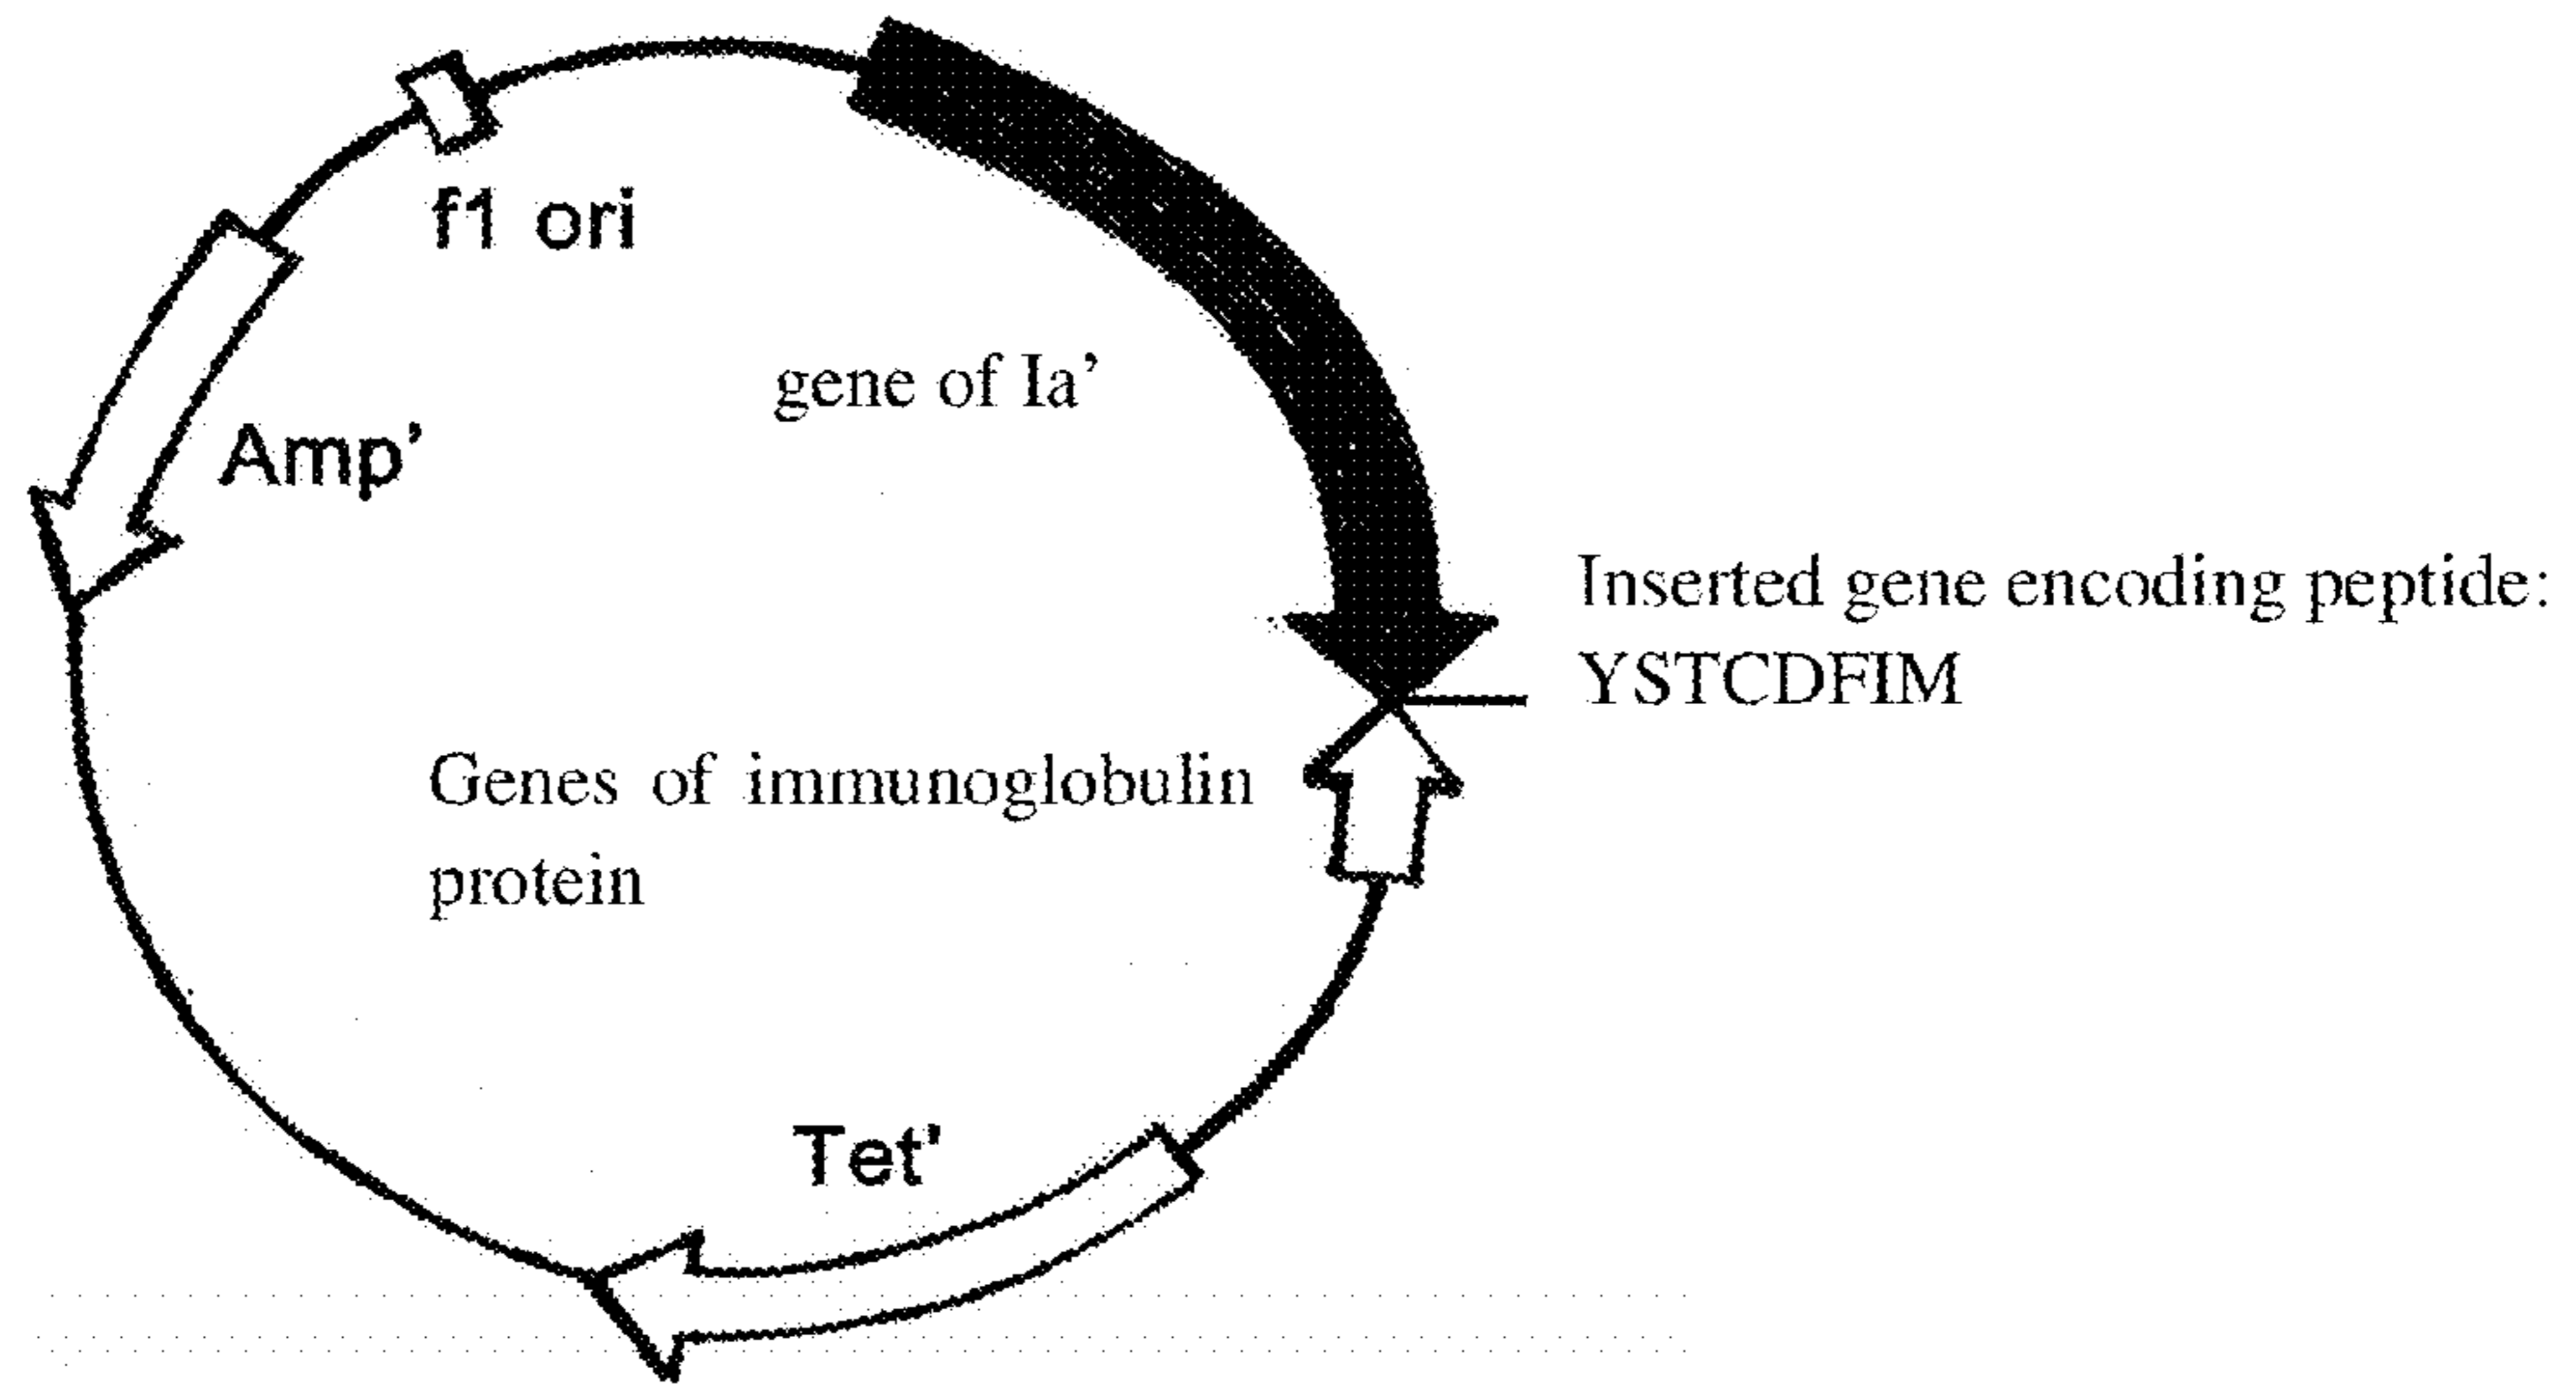 f1 ori
gene of Ia’
Amp’
Inserted gene encoding peptide:
YSTCDFIM
Genes of immunoglobulin
protein
Tet'